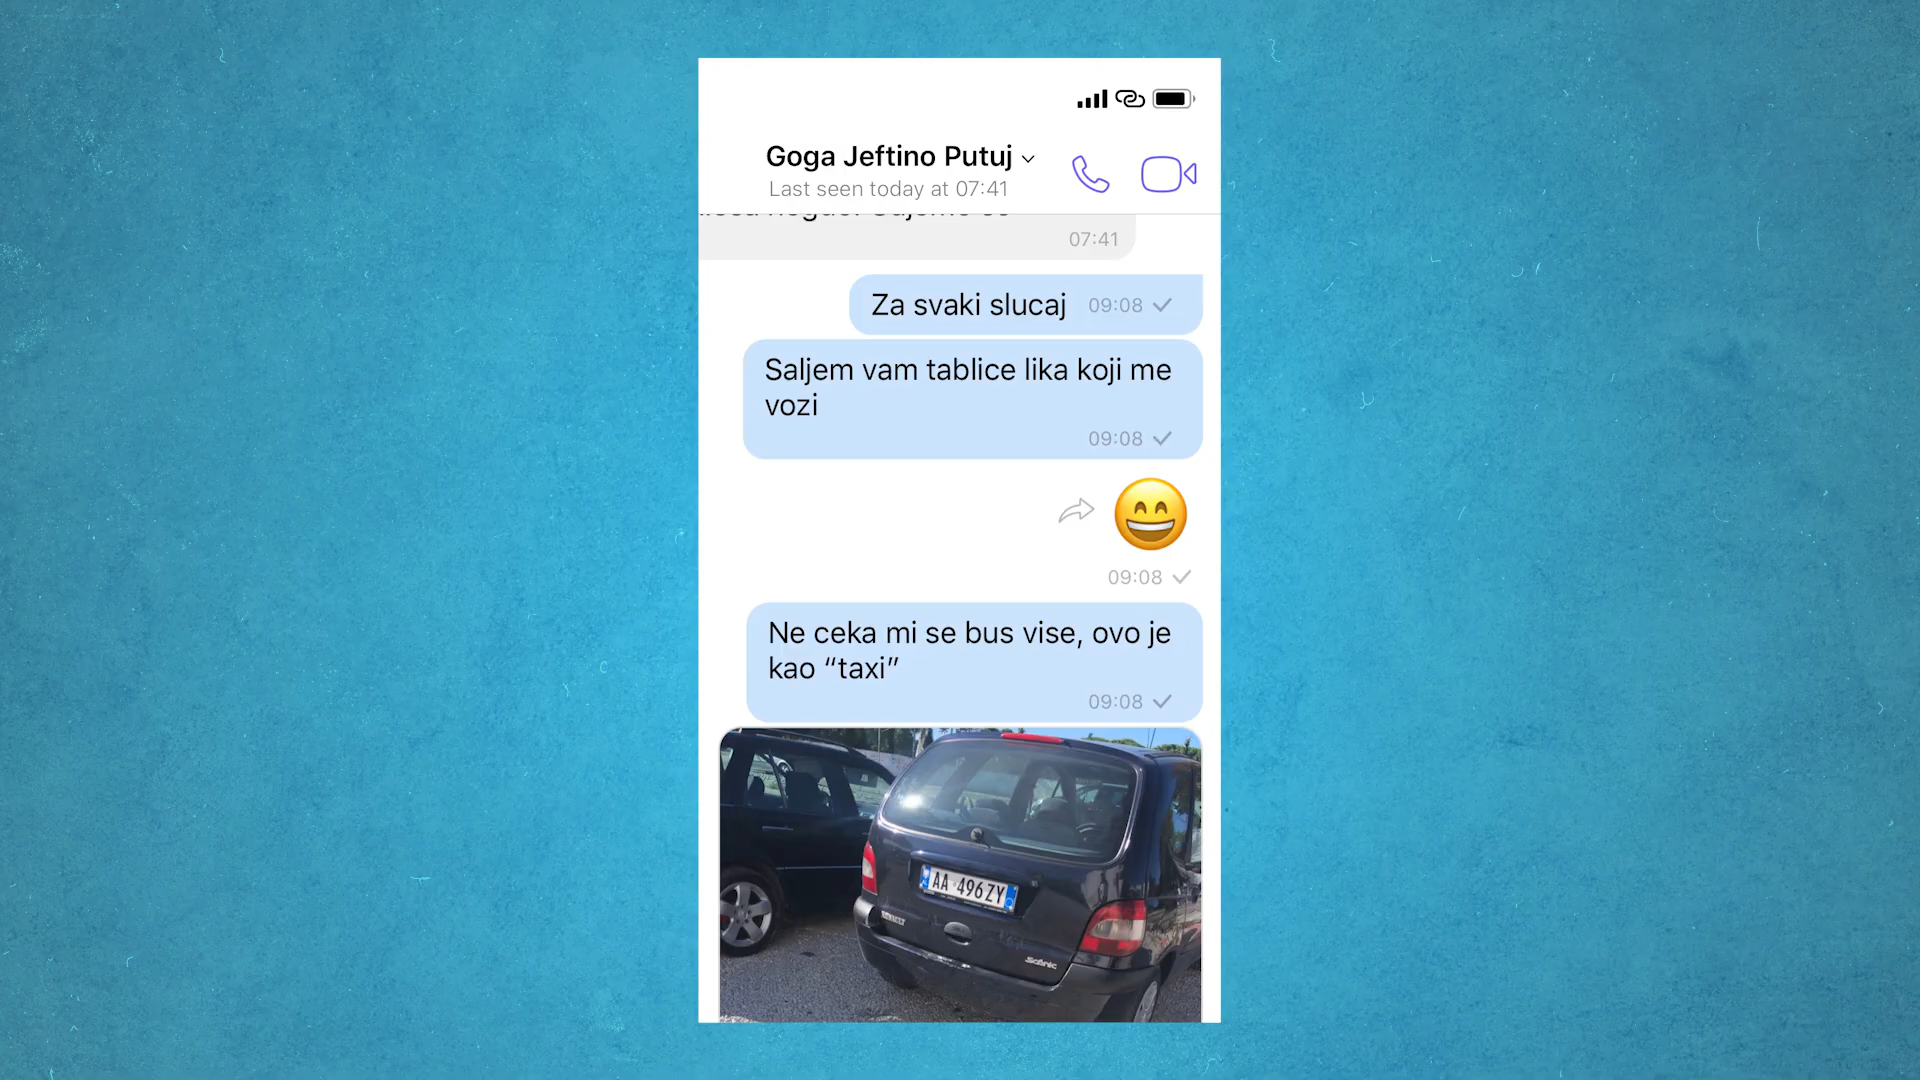 Goga Jeftino Putuj
Last seen today at 07:41
07:41
Za svaki slucaj 09:08
Saljem vam tablice lika koji me
vozi
09:08
09:08
Ne ceka mi se bus vise, ovo je
kao “taxi”
09:08
AA 496ZY
RENAULT
Scénic